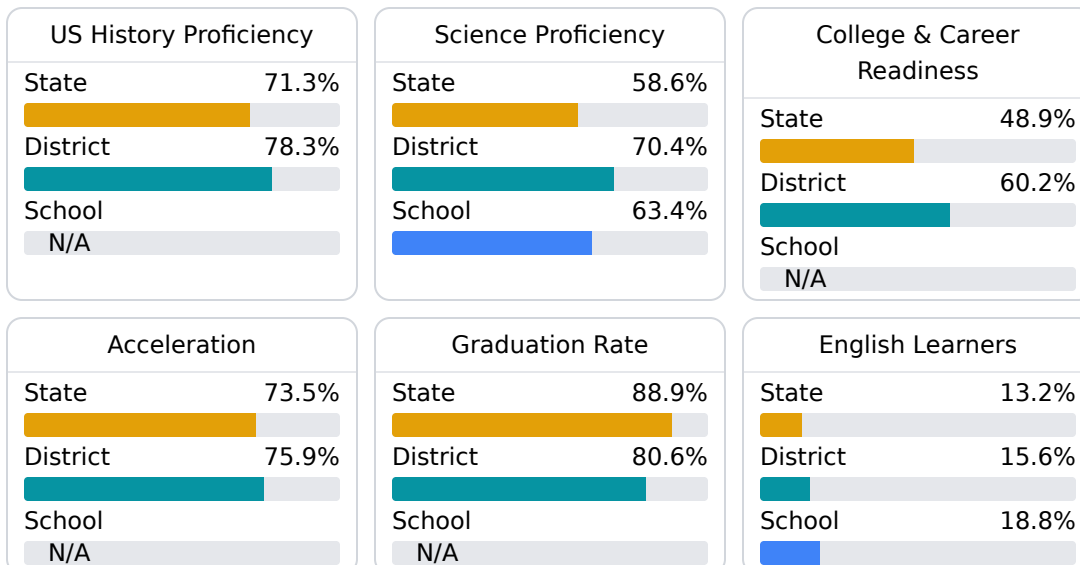 US History Proficiency
State 71.3%
District 78.3%
School
N/A
Science Proficiency
State 58.6%
District 70.4%
School 63.4%
College & Career
Readiness
State 48.9%
District 60.2%
School
N/A
Acceleration
State 73.5%
District 75.9%
School
N/A
Graduation Rate
State 88.9%
District 80.6%
School
N/A
English Learners
State 13.2%
District 15.6%
School 18.8%